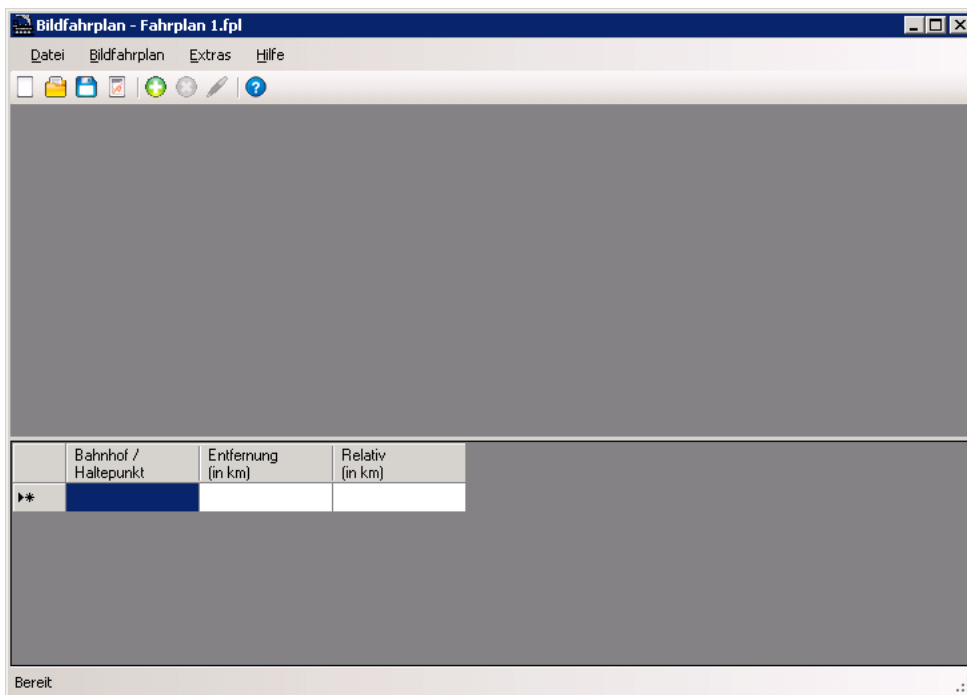 Bildfahrplan - Fahrplan 1.fpl
Datei Bildfahrplan Extras Hilfe
Bahnhof / Entfernung Relativ
Haltepunkt (in km) (in km)
Bereit